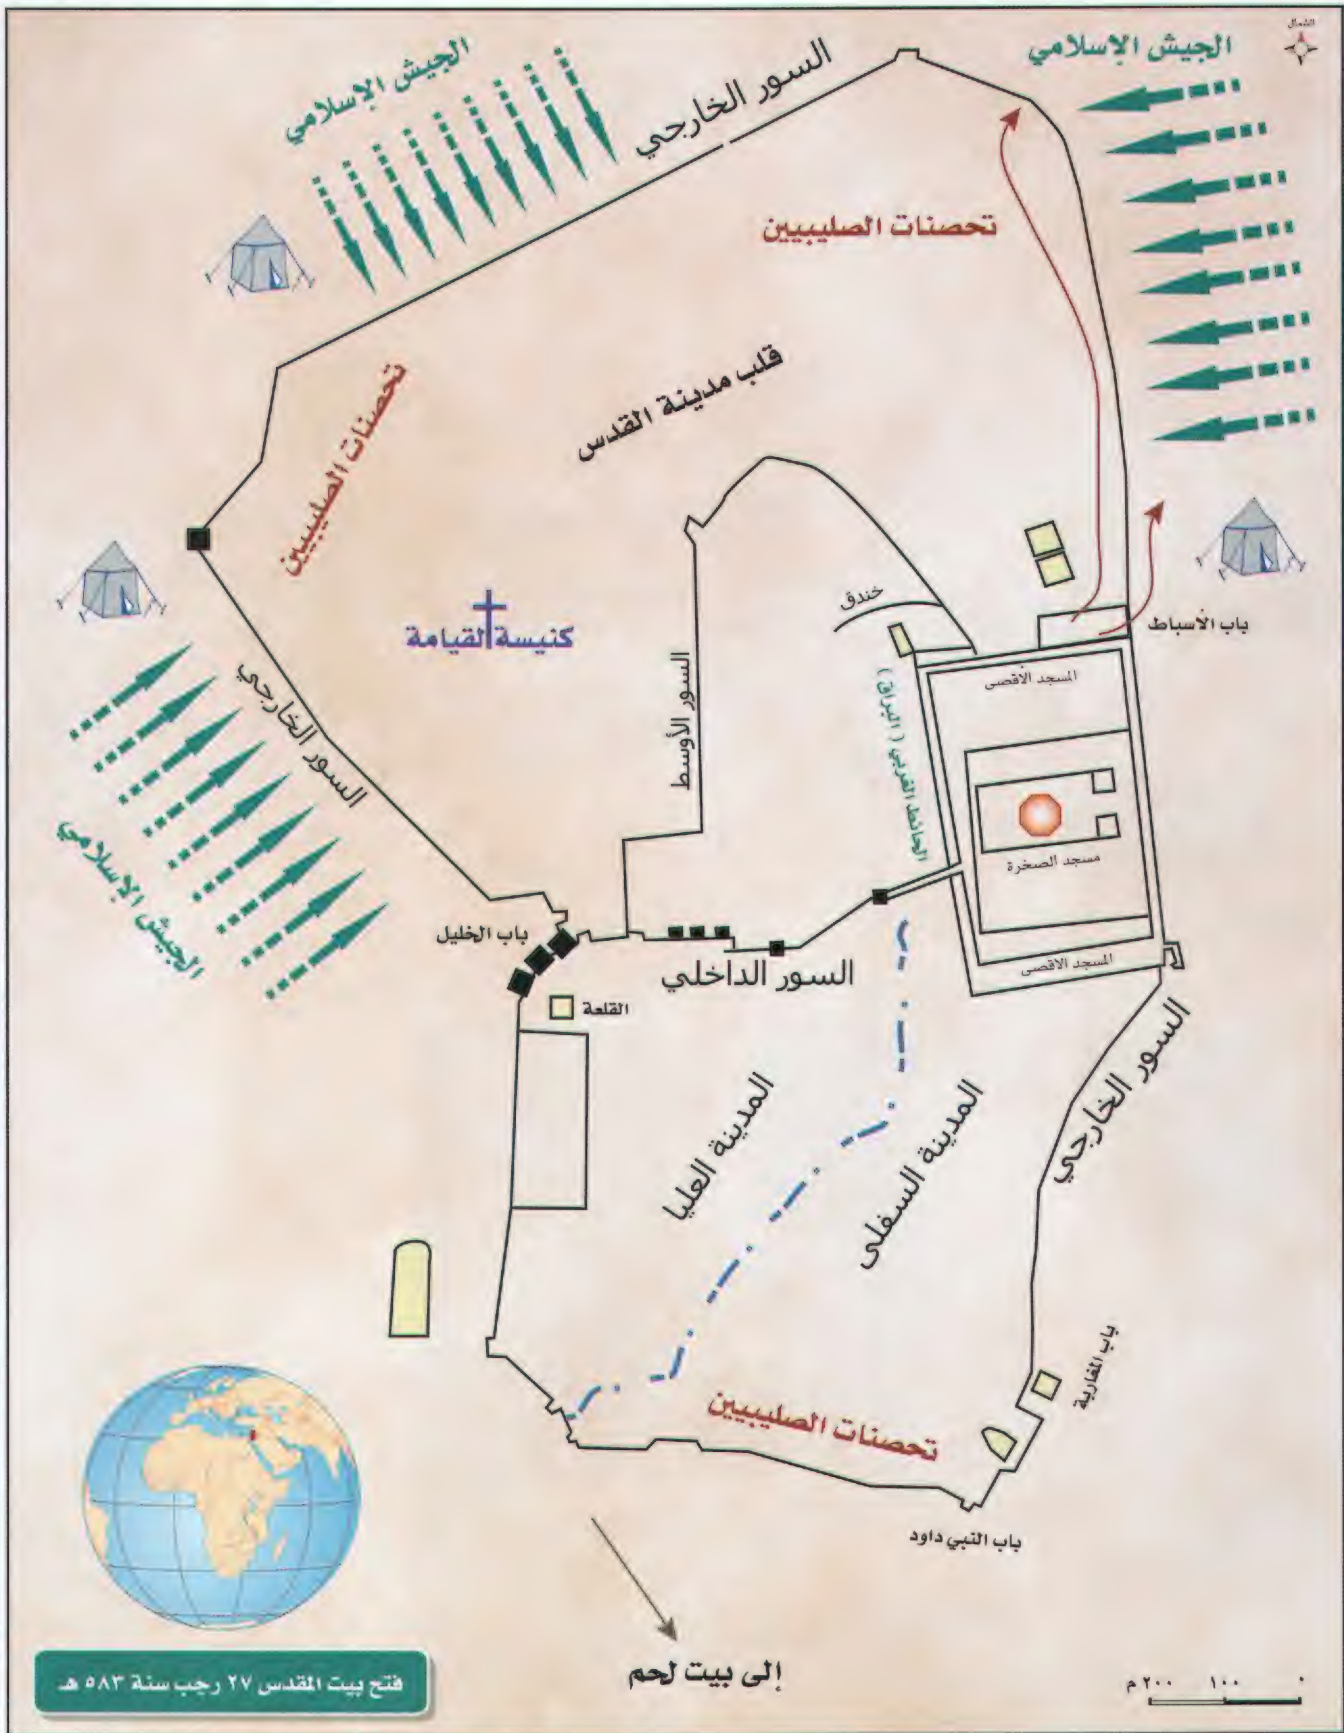 الشمال
الجيش الإسلامي
الجيش الإسلامي
السور الخارجي
تحصنات الصليبيين
قلب مدينة القدس
تحصنات الصليبيين
كنيسة القيامة
خندق
باب الأسباط
المسجد الأقصى
السور الأوسط
الحائط الغربي ( البراق )
السور الخارجي
مسجد الصخرة
الجيش الإسلامي
باب الخليل
المسجد الاقصى
السور الداخلي
القلعة
السور الخارجي
المدينة العليا
المدينة السفلى
باب المغاربة
تحصنات الصليبيين
باب النبي داود
إلى بيت لحم
فتح بيت المقدس ٢٧ رجب سنة ٥٨٣ هـ
٢٠٠ م ١٠٠ ٠